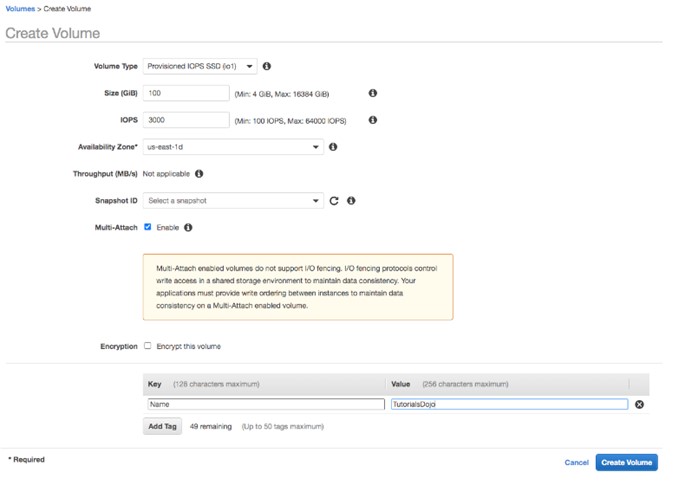 Volumes > Create Volume
Create Volume
Volume Type Provisioned IOPS SSD (io1)
Size (GiB) 100 (Min: 4 GiB, Max: 16384 GiB)
IOPS 3000 (Min: 100 IOPS, Max: 64000 IOPS)
Availability Zone* us-east-1d
Throughput (MB/s) Not applicable
Snapshot ID Select a snapshot
Multi-Attach Enable
Multi-Attach enabled volumes do not support I/O fencing. I/O fencing protocols control
write access in a shared storage environment to maintain data consistency. Your
applications must provide write ordering between instances to maintain data
consistency on a Multi-Attach enabled volume.
Encryption Encrypt this volume
Key (128 characters maximum) Value (256 characters maximum)
Name TutorialsDojo
Add Tag 49 remaining (Up to 50 tags maximum)
* Required
Cancel Create Volume